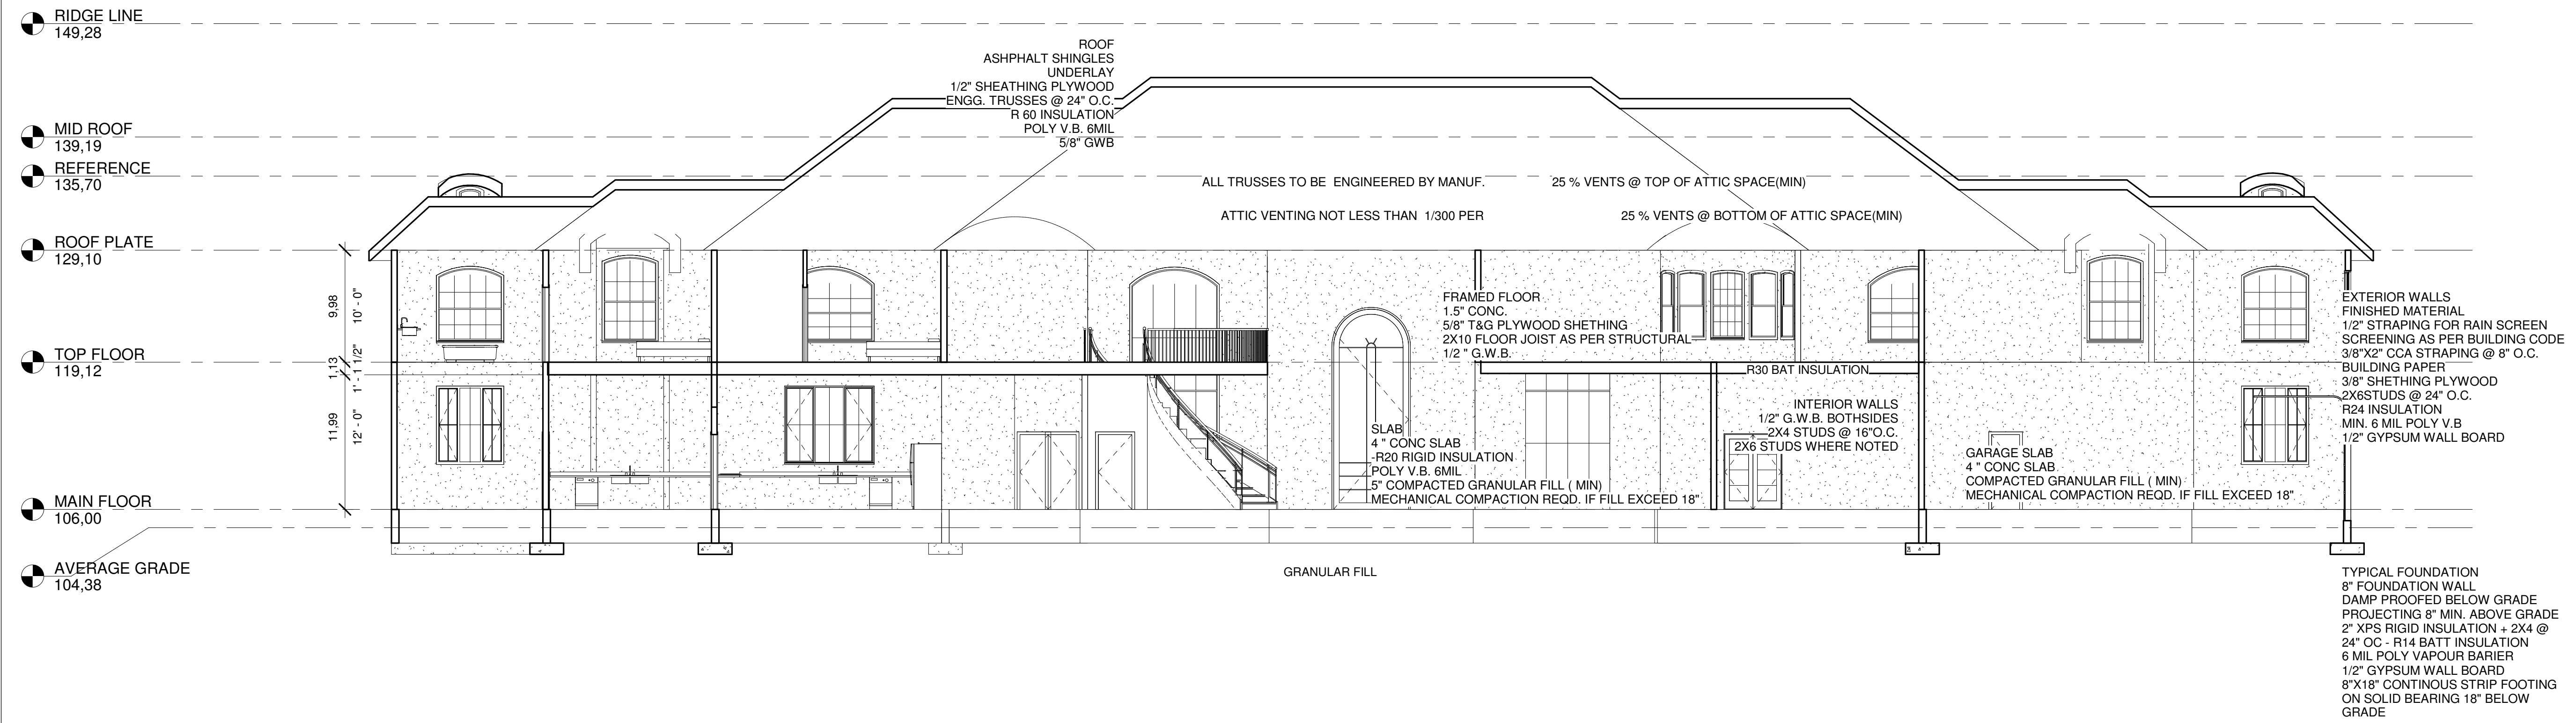 RIDGE LINE
149,28
MID ROOF
139,19
REFERENCE
135,70
ROOF PLATE
129,10
TOP FLOOR
119,12
MAIN FLOOR
106,00
AVERAGE GRADE
104,38
9,98
10' - 0"
1,13
1' - 1 1/2"
11,99
12' - 0"
ROOF
ASHPHALT SHINGLES
UNDERLAY
1/2" SHEATHING PLYWOOD
ENGG. TRUSSES @ 24" O.C.
R 60 INSULATION
POLY V.B. 6MIL
5/8" GWB
ALL TRUSSES TO BE ENGINEERED BY MANUF.
25 % VENTS @ TOP OF ATTIC SPACE(MIN)
ATTIC VENTING NOT LESS THAN 1/300 PER
25 % VENTS @ BOTTOM OF ATTIC SPACE(MIN)
FRAMED FLOOR
1.5" CONC.
5/8" T&G PLYWOOD SHETHING
2X10 FLOOR JOIST AS PER STRUCTURAL
1/2 " G.W.B.
R30 BAT INSULATION
INTERIOR WALLS
1/2" G.W.B. BOTHSIDES
2X4 STUDS @ 16"O.C.
2X6 STUDS WHERE NOTED
SLAB
4 " CONC SLAB
-R20 RIGID INSULATION
POLY V.B. 6MIL
5" COMPACTED GRANULAR FILL ( MIN)
MECHANICAL COMPACTION REQD. IF FILL EXCEED 18"
GARAGE SLAB
4 " CONC SLAB
COMPACTED GRANULAR FILL ( MIN)
MECHANICAL COMPACTION REQD. IF FILL EXCEED 18"
EXTERIOR WALLS
FINISHED MATERIAL
1/2" STRAPING FOR RAIN SCREEN
SCREENING AS PER BUILDING CODE
3/8"X2" CCA STRAPING @ 8" O.C.
BUILDING PAPER
3/8" SHETHING PLYWOOD
2X6STUDS @ 24" O.C.
R24 INSULATION
MIN. 6 MIL POLY V.B
1/2" GYPSUM WALL BOARD
GRANULAR FILL
TYPICAL FOUNDATION
8" FOUNDATION WALL
DAMP PROOFED BELOW GRADE
PROJECTING 8" MIN. ABOVE GRADE
2" XPS RIGID INSULATION + 2X4 @
24" OC - R14 BATT INSULATION
6 MIL POLY VAPOUR BARIER
1/2" GYPSUM WALL BOARD
8"X18" CONTINOUS STRIP FOOTING
ON SOLID BEARING 18" BELOW
GRADE